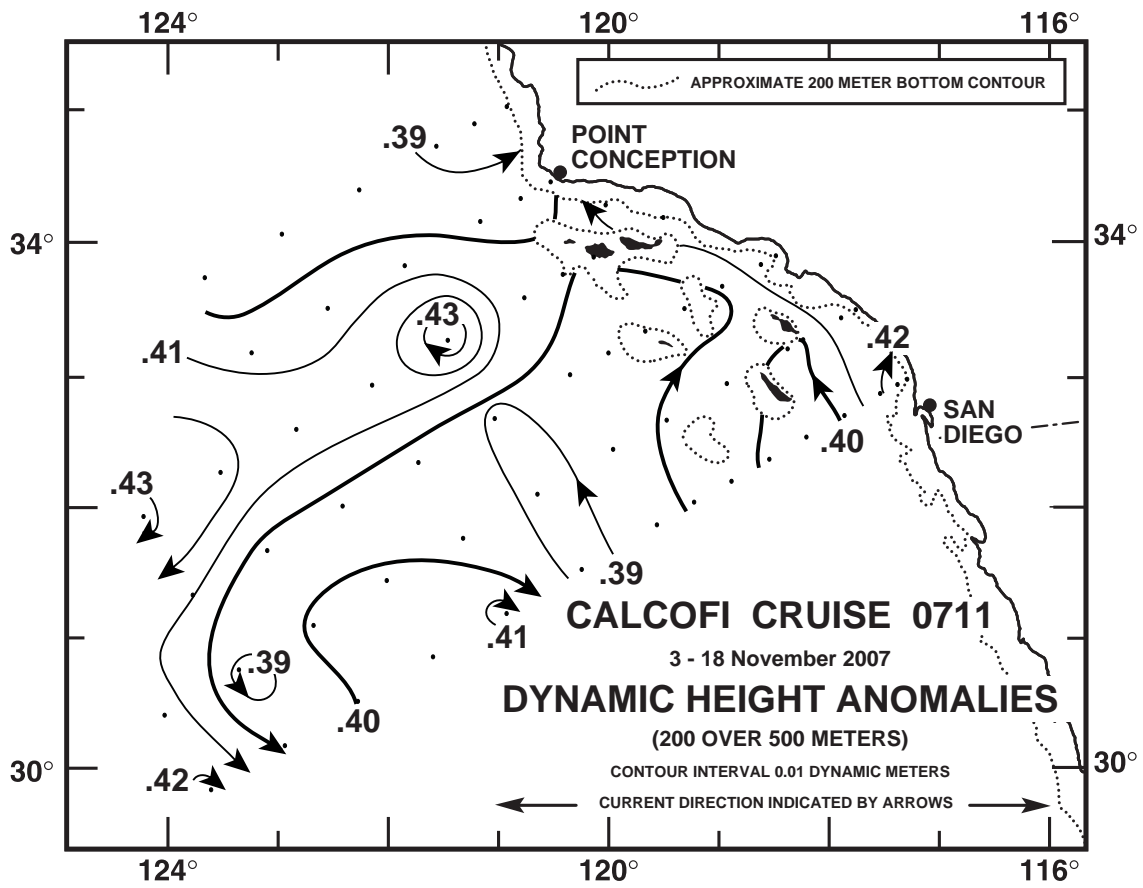 124° 120° 116°
APPROXIMATE 200 METER BOTTOM CONTOUR
.39
POINT
CONCEPTION
34° 34°
.43
.42
.41
SAN
DIEGO
.40
.43
.39
CALCOFI CRUISE 0711
.41
3 - 18 November 2007
.39
DYNAMIC HEIGHT ANOMALIES
.40
(200 OVER 500 METERS)
30° 30°
CONTOUR INTERVAL 0.01 DYNAMIC METERS
.42
CURRENT DIRECTION INDICATED BY ARROWS
124° 120° 116°